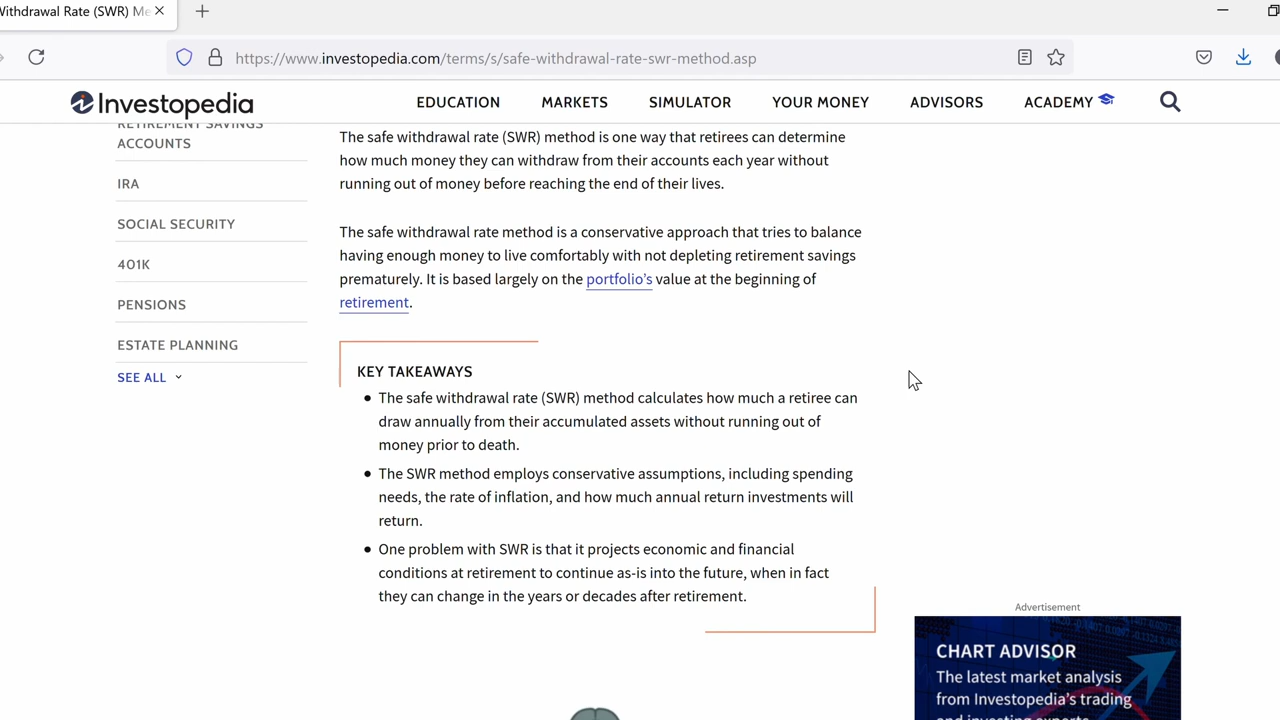 Withdrawal Rate (SWR) Me
https://www.investopedia.com/terms/s/safe-withdrawal-rate-swr-method.asp
Investopedia
EDUCATION MARKETS SIMULATOR YOUR MONEY ADVISORS ACADEMY
RETIREMENT SAVINGS
ACCOUNTS
IRA
SOCIAL SECURITY
401K
PENSIONS
ESTATE PLANNING
SEE ALL
The safe withdrawal rate (SWR) method is one way that retirees can determine
how much money they can withdraw from their accounts each year without
running out of money before reaching the end of their lives.
The safe withdrawal rate method is a conservative approach that tries to balance
having enough money to live comfortably with not depleting retirement savings
prematurely. It is based largely on the portfolio's value at the beginning of
retirement.
KEY TAKEAWAYS
• The safe withdrawal rate (SWR) method calculates how much a retiree can
draw annually from their accumulated assets without running out of
money prior to death.
• The SWR method employs conservative assumptions, including spending
needs, the rate of inflation, and how much annual return investments will
return.
• One problem with SWR is that it projects economic and financial
conditions at retirement to continue as-is into the future, when in fact
they can change in the years or decades after retirement.
Advertisement
CHART ADVISOR
The latest market analysis
from Investopedia's trading
and investing experts